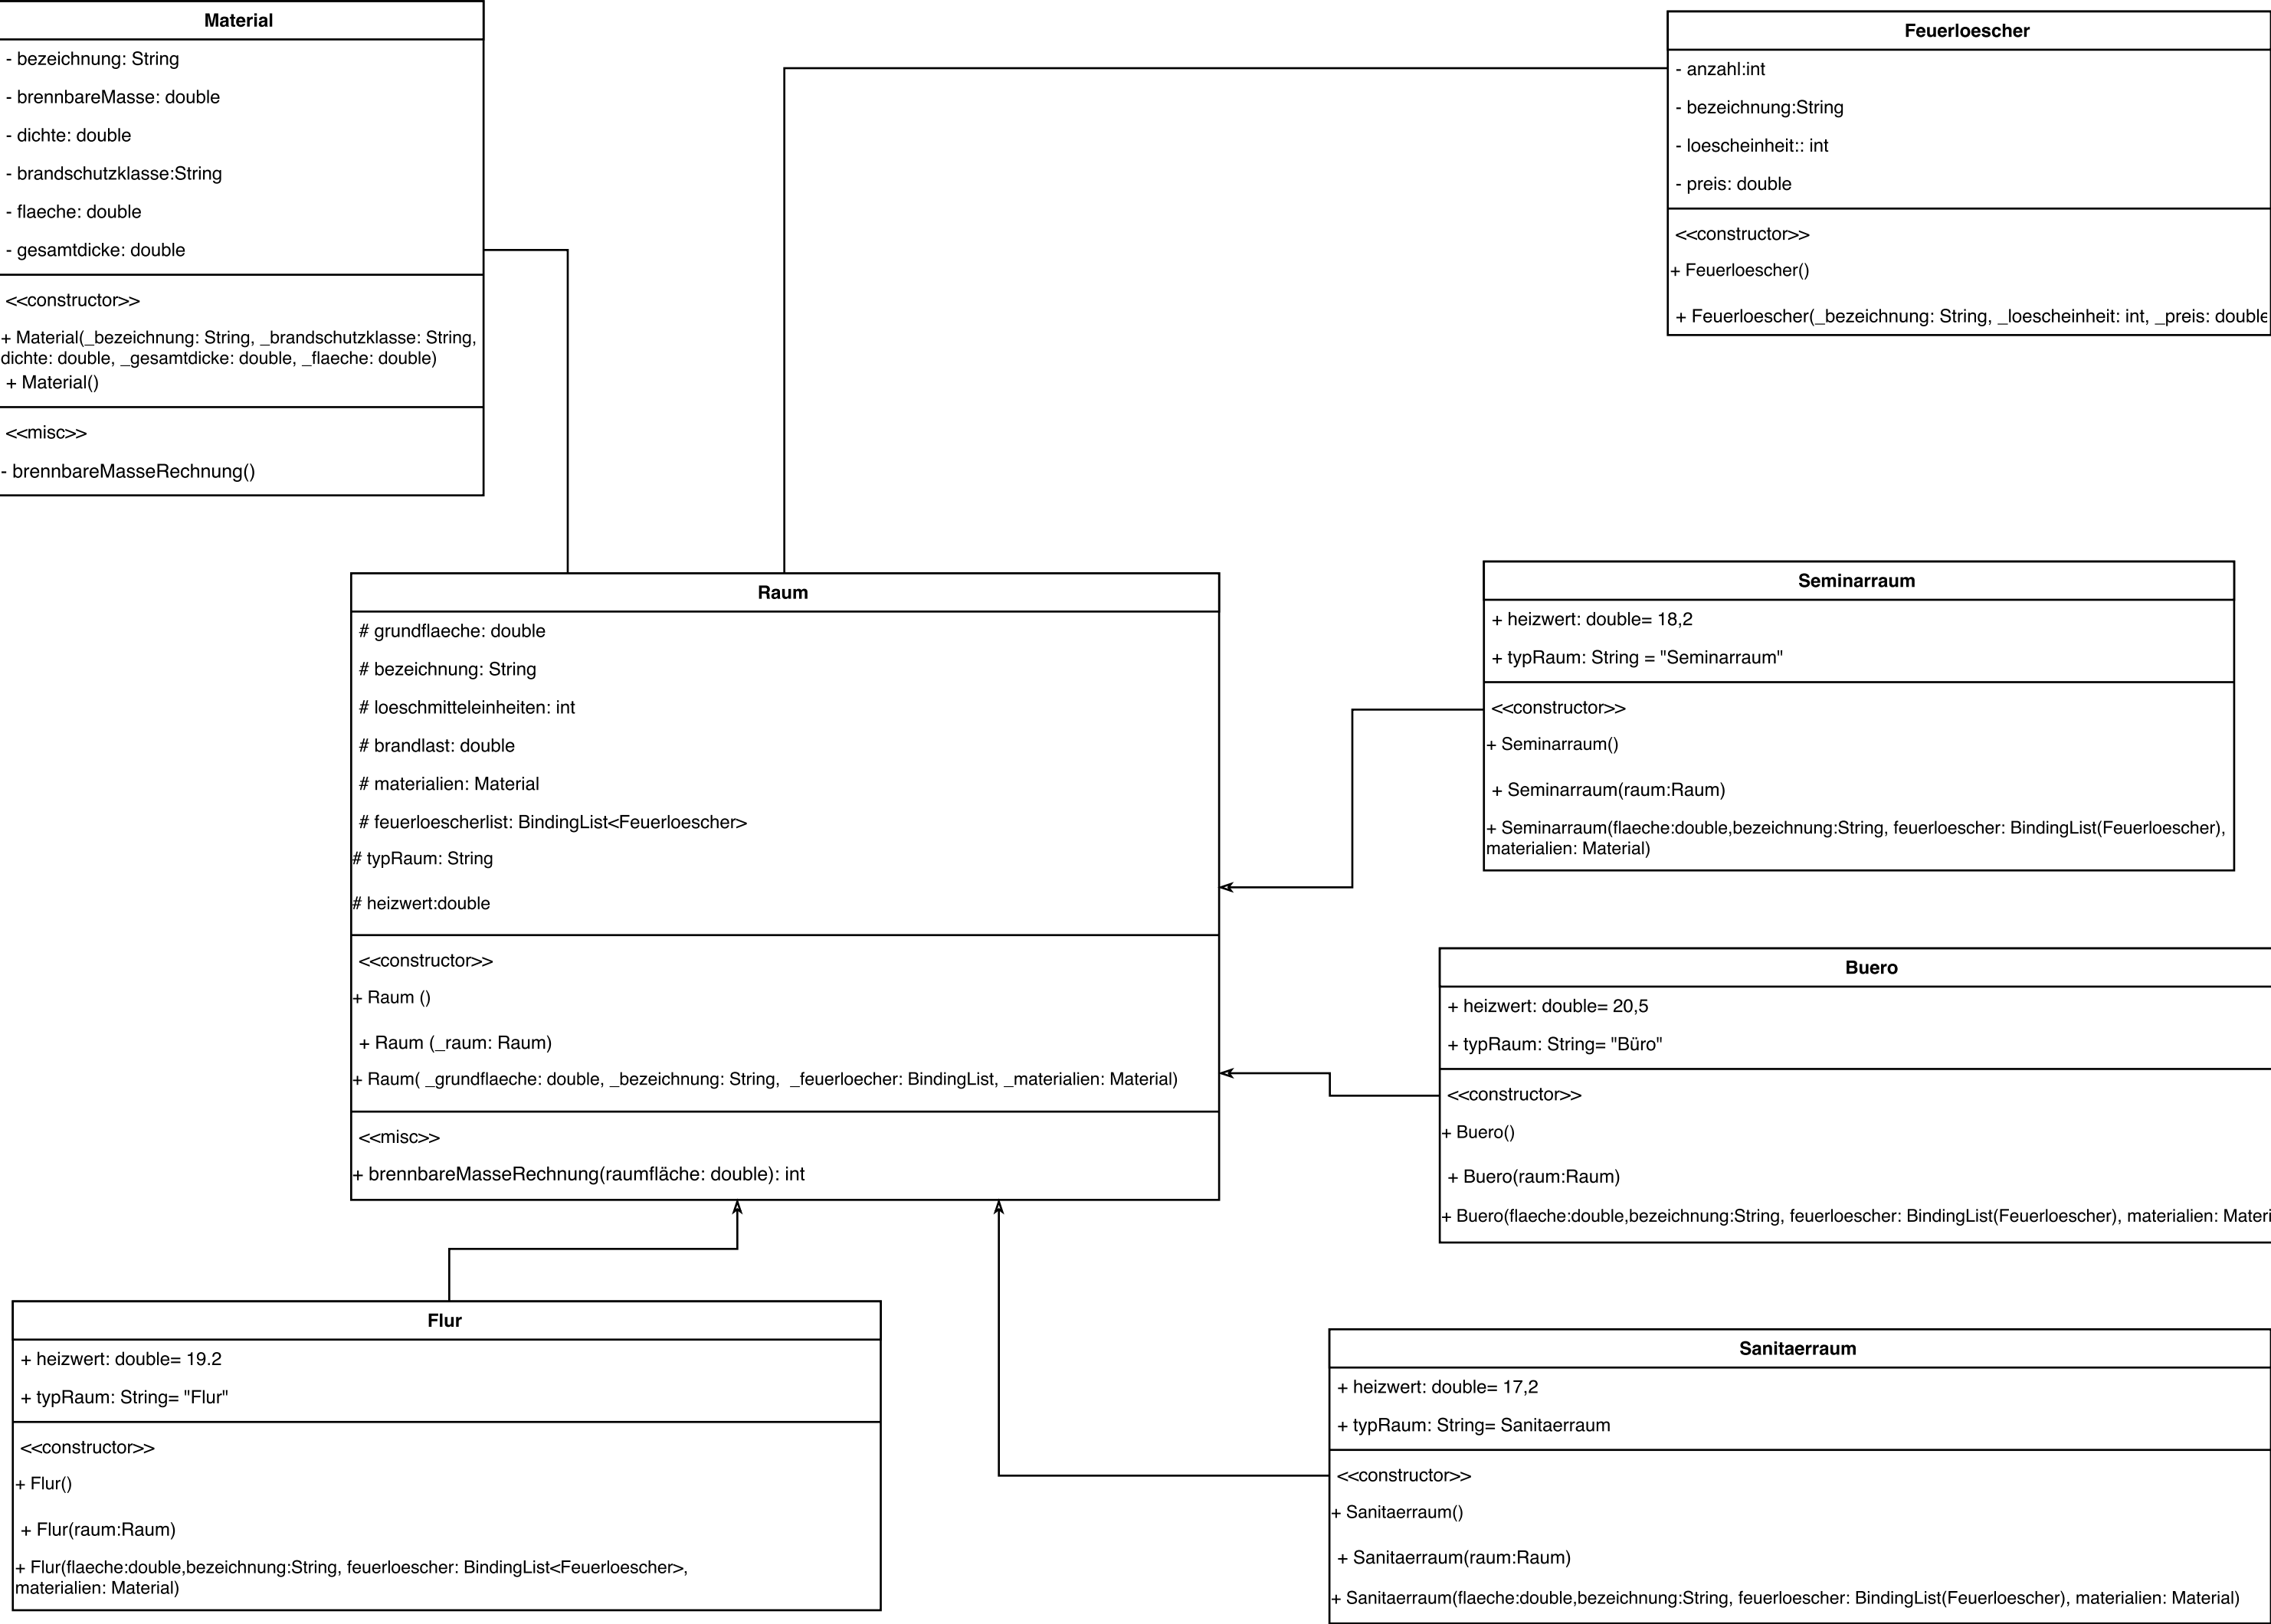 Material
- bezeichnung: String
- brennbareMasse: double
- dichte: double
- brandschutzklasse:String
- flaeche: double
- gesamtdicke: double
<<constructor>>
+ Material(_bezeichnung: String, _brandschutzklasse: String,
dichte: double, _gesamtdicke: double, _flaeche: double)
+ Material()
<<misc>>
- brennbareMasseRechnung()
Feuerloescher
- anzahl:int
- bezeichnung:String
- loescheinheit:: int
- preis: double
<<constructor>>
+ Feuerloescher()
+ Feuerloescher(_bezeichnung: String, _loescheinheit: int, _preis: double
Raum
# grundflaeche: double
# bezeichnung: String
# loeschmitteleinheiten: int
# brandlast: double
# materialien: Material
# feuerloescherlist: BindingList<Feuerloescher>
# typRaum: String
# heizwert:double
<<constructor>>
+ Raum ()
+ Raum (_raum: Raum)
+ Raum( _grundflaeche: double, _bezeichnung: String, _feuerloecher: BindingList, _materialien: Material)
<<misc>>
+ brennbareMasseRechnung(raumfläche: double): int
Seminarraum
+ heizwert: double= 18,2
+ typRaum: String = "Seminarraum"
<<constructor>>
+ Seminarraum()
+ Seminarraum(raum:Raum)
+ Seminarraum(flaeche:double,bezeichnung:String, feuerloescher: BindingList(Feuerloescher),
materialien: Material)
Buero
+ heizwert: double= 20,5
+ typRaum: String= "Büro"
<<constructor>>
+ Buero()
+ Buero(raum:Raum)
+ Buero(flaeche:double,bezeichnung:String, feuerloescher: BindingList(Feuerloescher), materialien: Materi
Flur
+ heizwert: double= 19.2
+ typRaum: String= "Flur"
<<constructor>>
+ Flur()
+ Flur(raum:Raum)
+ Flur(flaeche:double,bezeichnung:String, feuerloescher: BindingList<Feuerloescher>,
materialien: Material)
Sanitaerraum
+ heizwert: double= 17,2
+ typRaum: String= Sanitaerraum
<<constructor>>
+ Sanitaerraum()
+ Sanitaerraum(raum:Raum)
+ Sanitaerraum(flaeche:double,bezeichnung:String, feuerloescher: BindingList(Feuerloescher), materialien: Material)